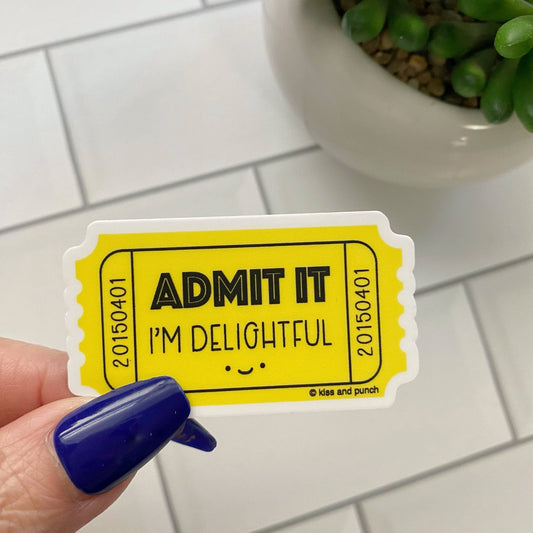 ADMIT IT
I'M DELIGHTFUL
20150401
20150401
© kiss and punch